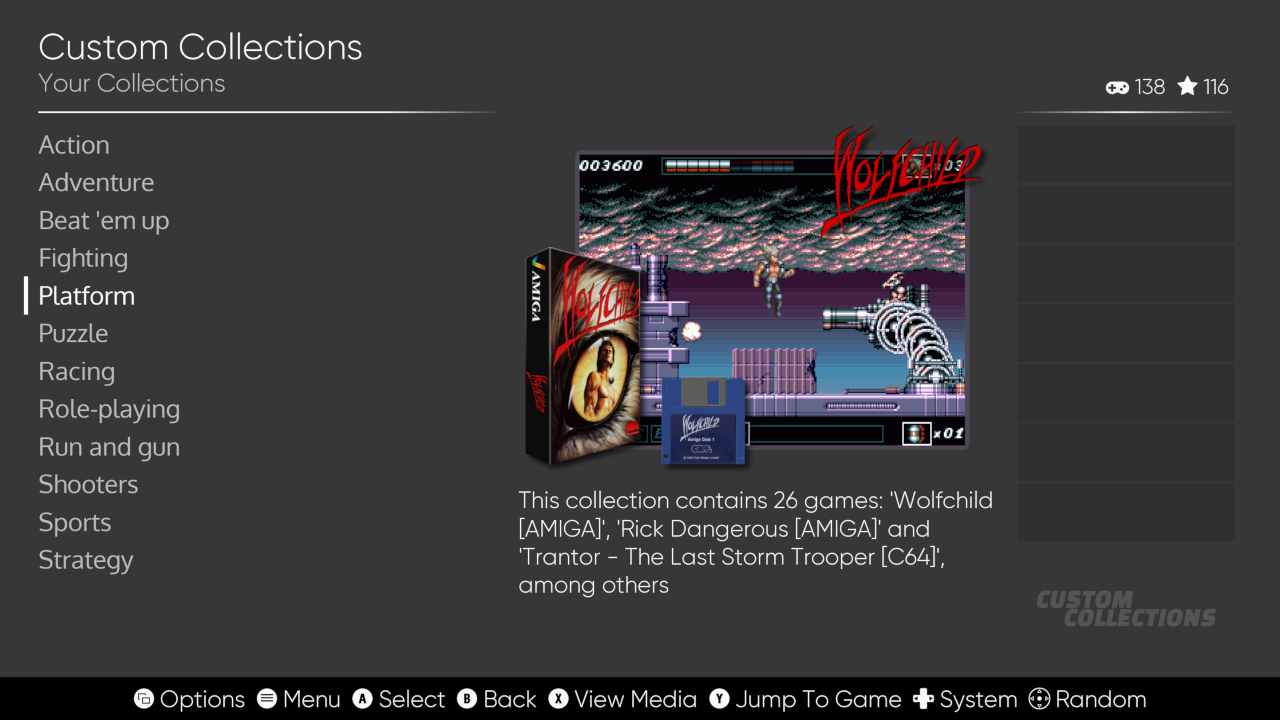 Custom Collections
Your Collections
138 116
Action
Adventure
Beat 'em up
Fighting
Platform
Puzzle
Racing
Role-playing
Run and gun
Shooters
Sports
Strategy
003600
WOLFCHILD
AMIGA
WOLFCHILD
WOLFCHILD
WOLFCHILD
Amiga Disk 1
CORE
x01
This collection contains 26 games: 'Wolfchild
[AMIGA]', 'Rick Dangerous [AMIGA]' and
'Trantor - The Last Storm Trooper [C64]',
among others
CUSTOM
COLLECTIONS
Options Menu A Select B Back X View Media Y Jump To Game System Random